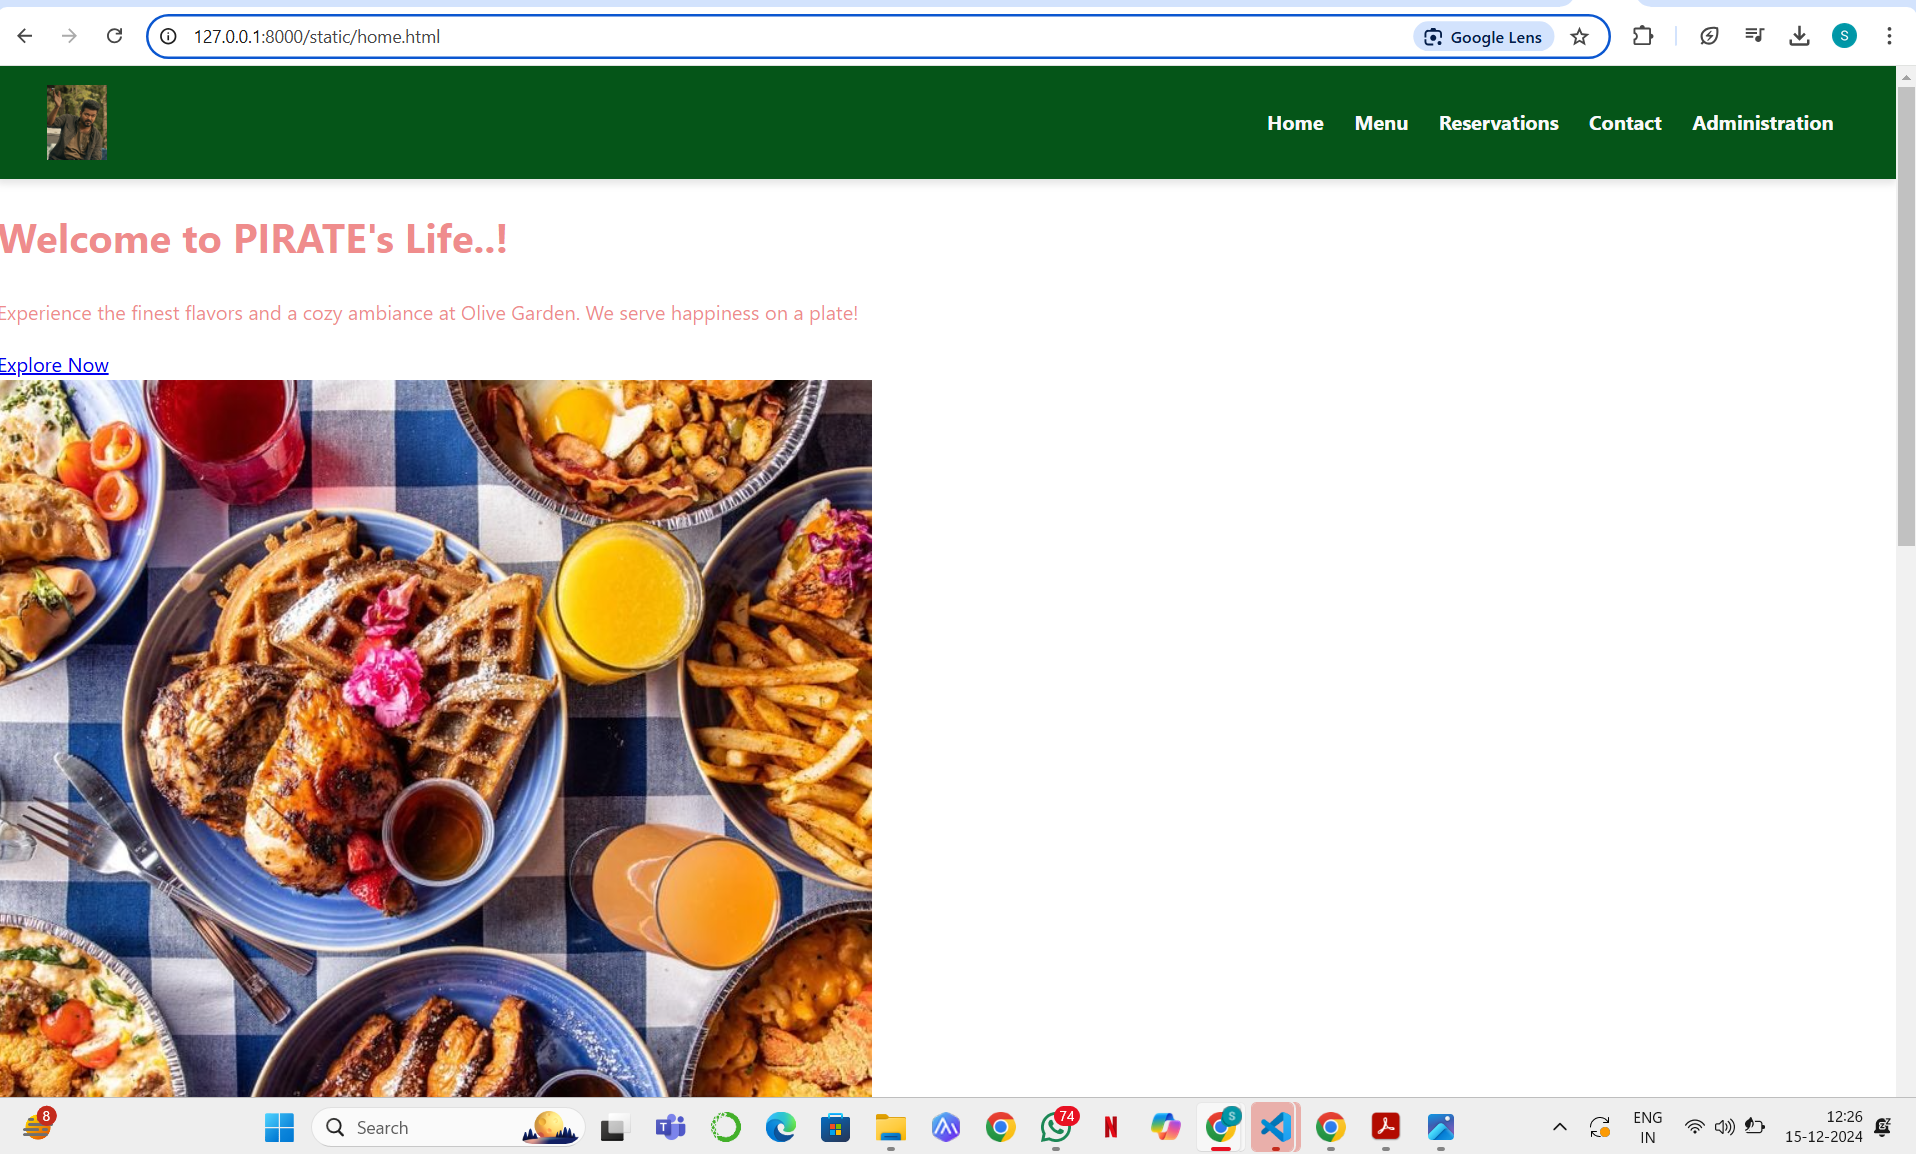 127.0.0.1:8000/static/home.html
Google Lens
S
Home Menu Reservations Contact Administration
Welcome to PIRATE's Life..!
Experience the finest flavors and a cozy ambiance at Olive Garden. We serve happiness on a plate!
Explore Now
8
Search
T
74
N
S
ENG
IN
12:26
15-12-2024